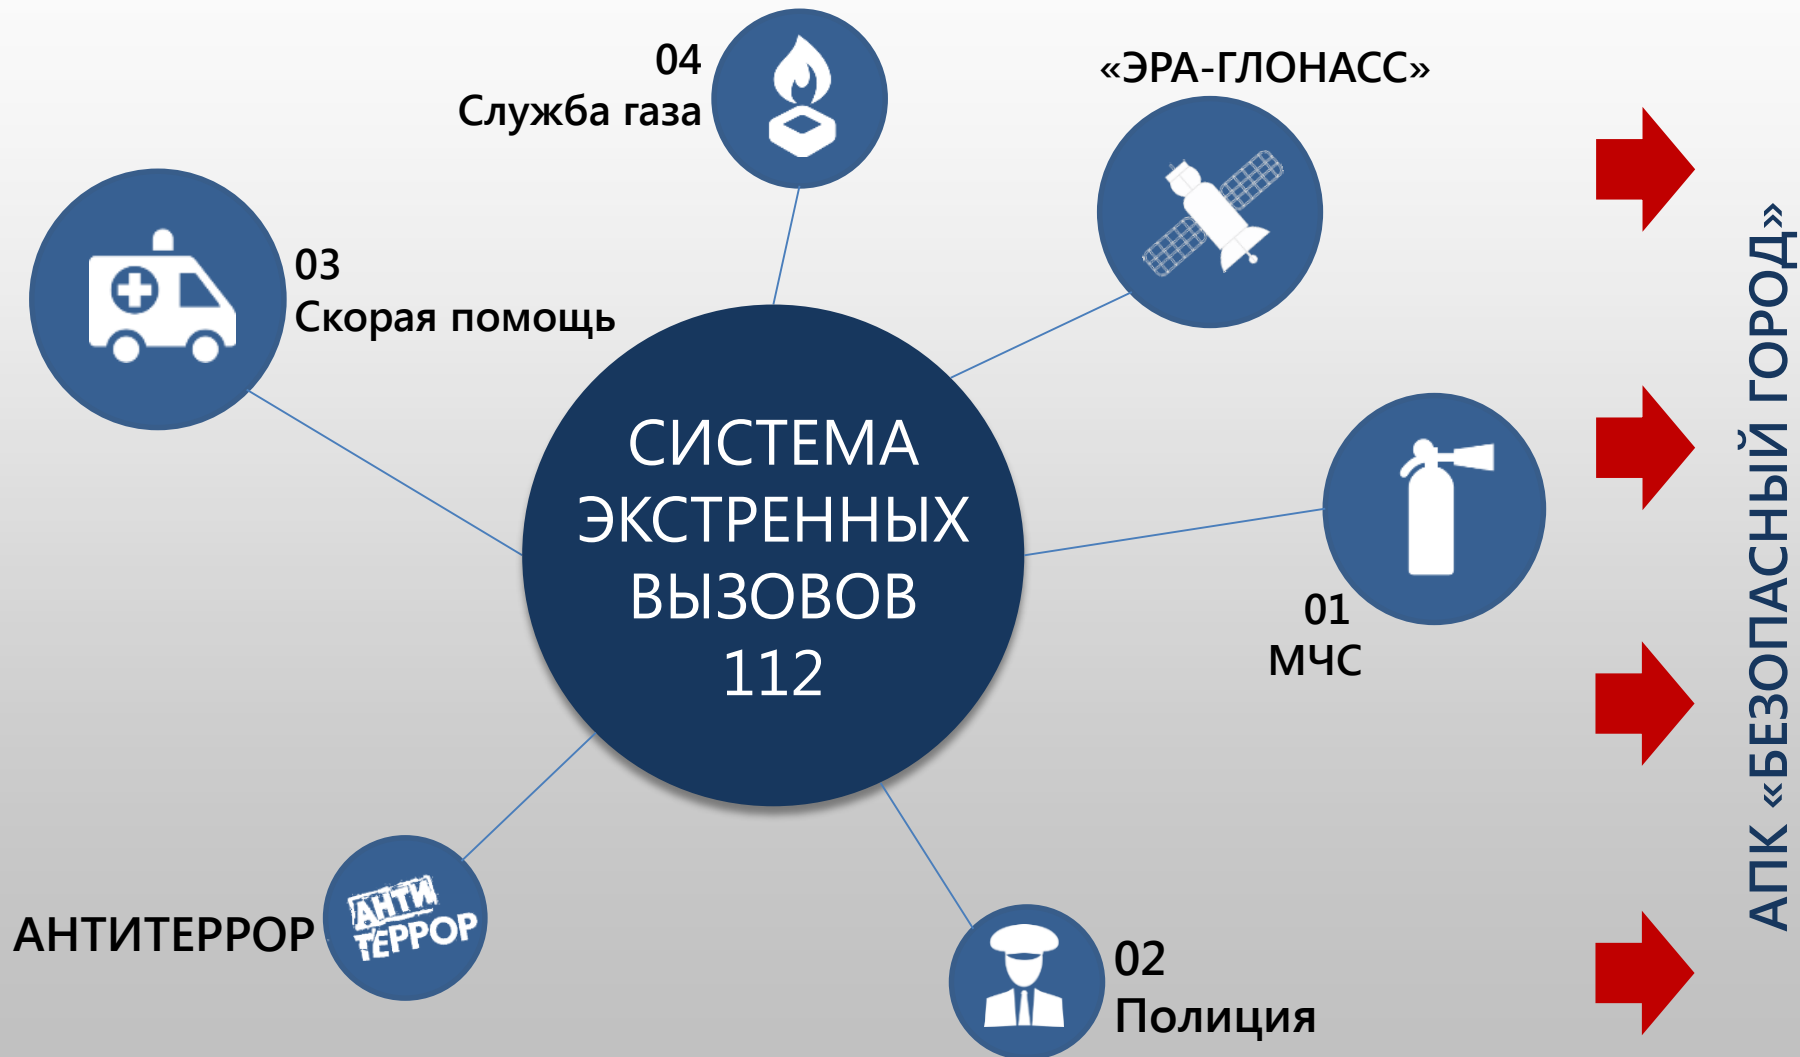 04
Служба газа
«ЭРА-ГЛОНАСС»
03
Скорая помощь
СИСТЕМА
ЭКСТРЕННЫХ
ВЫЗОВОВ
112
01
МЧС
АНТИТЕРРОР
АНТИ
ТЕРРОР
02
Полиция
АПК «БЕЗОПАСНЫЙ ГОРОД»